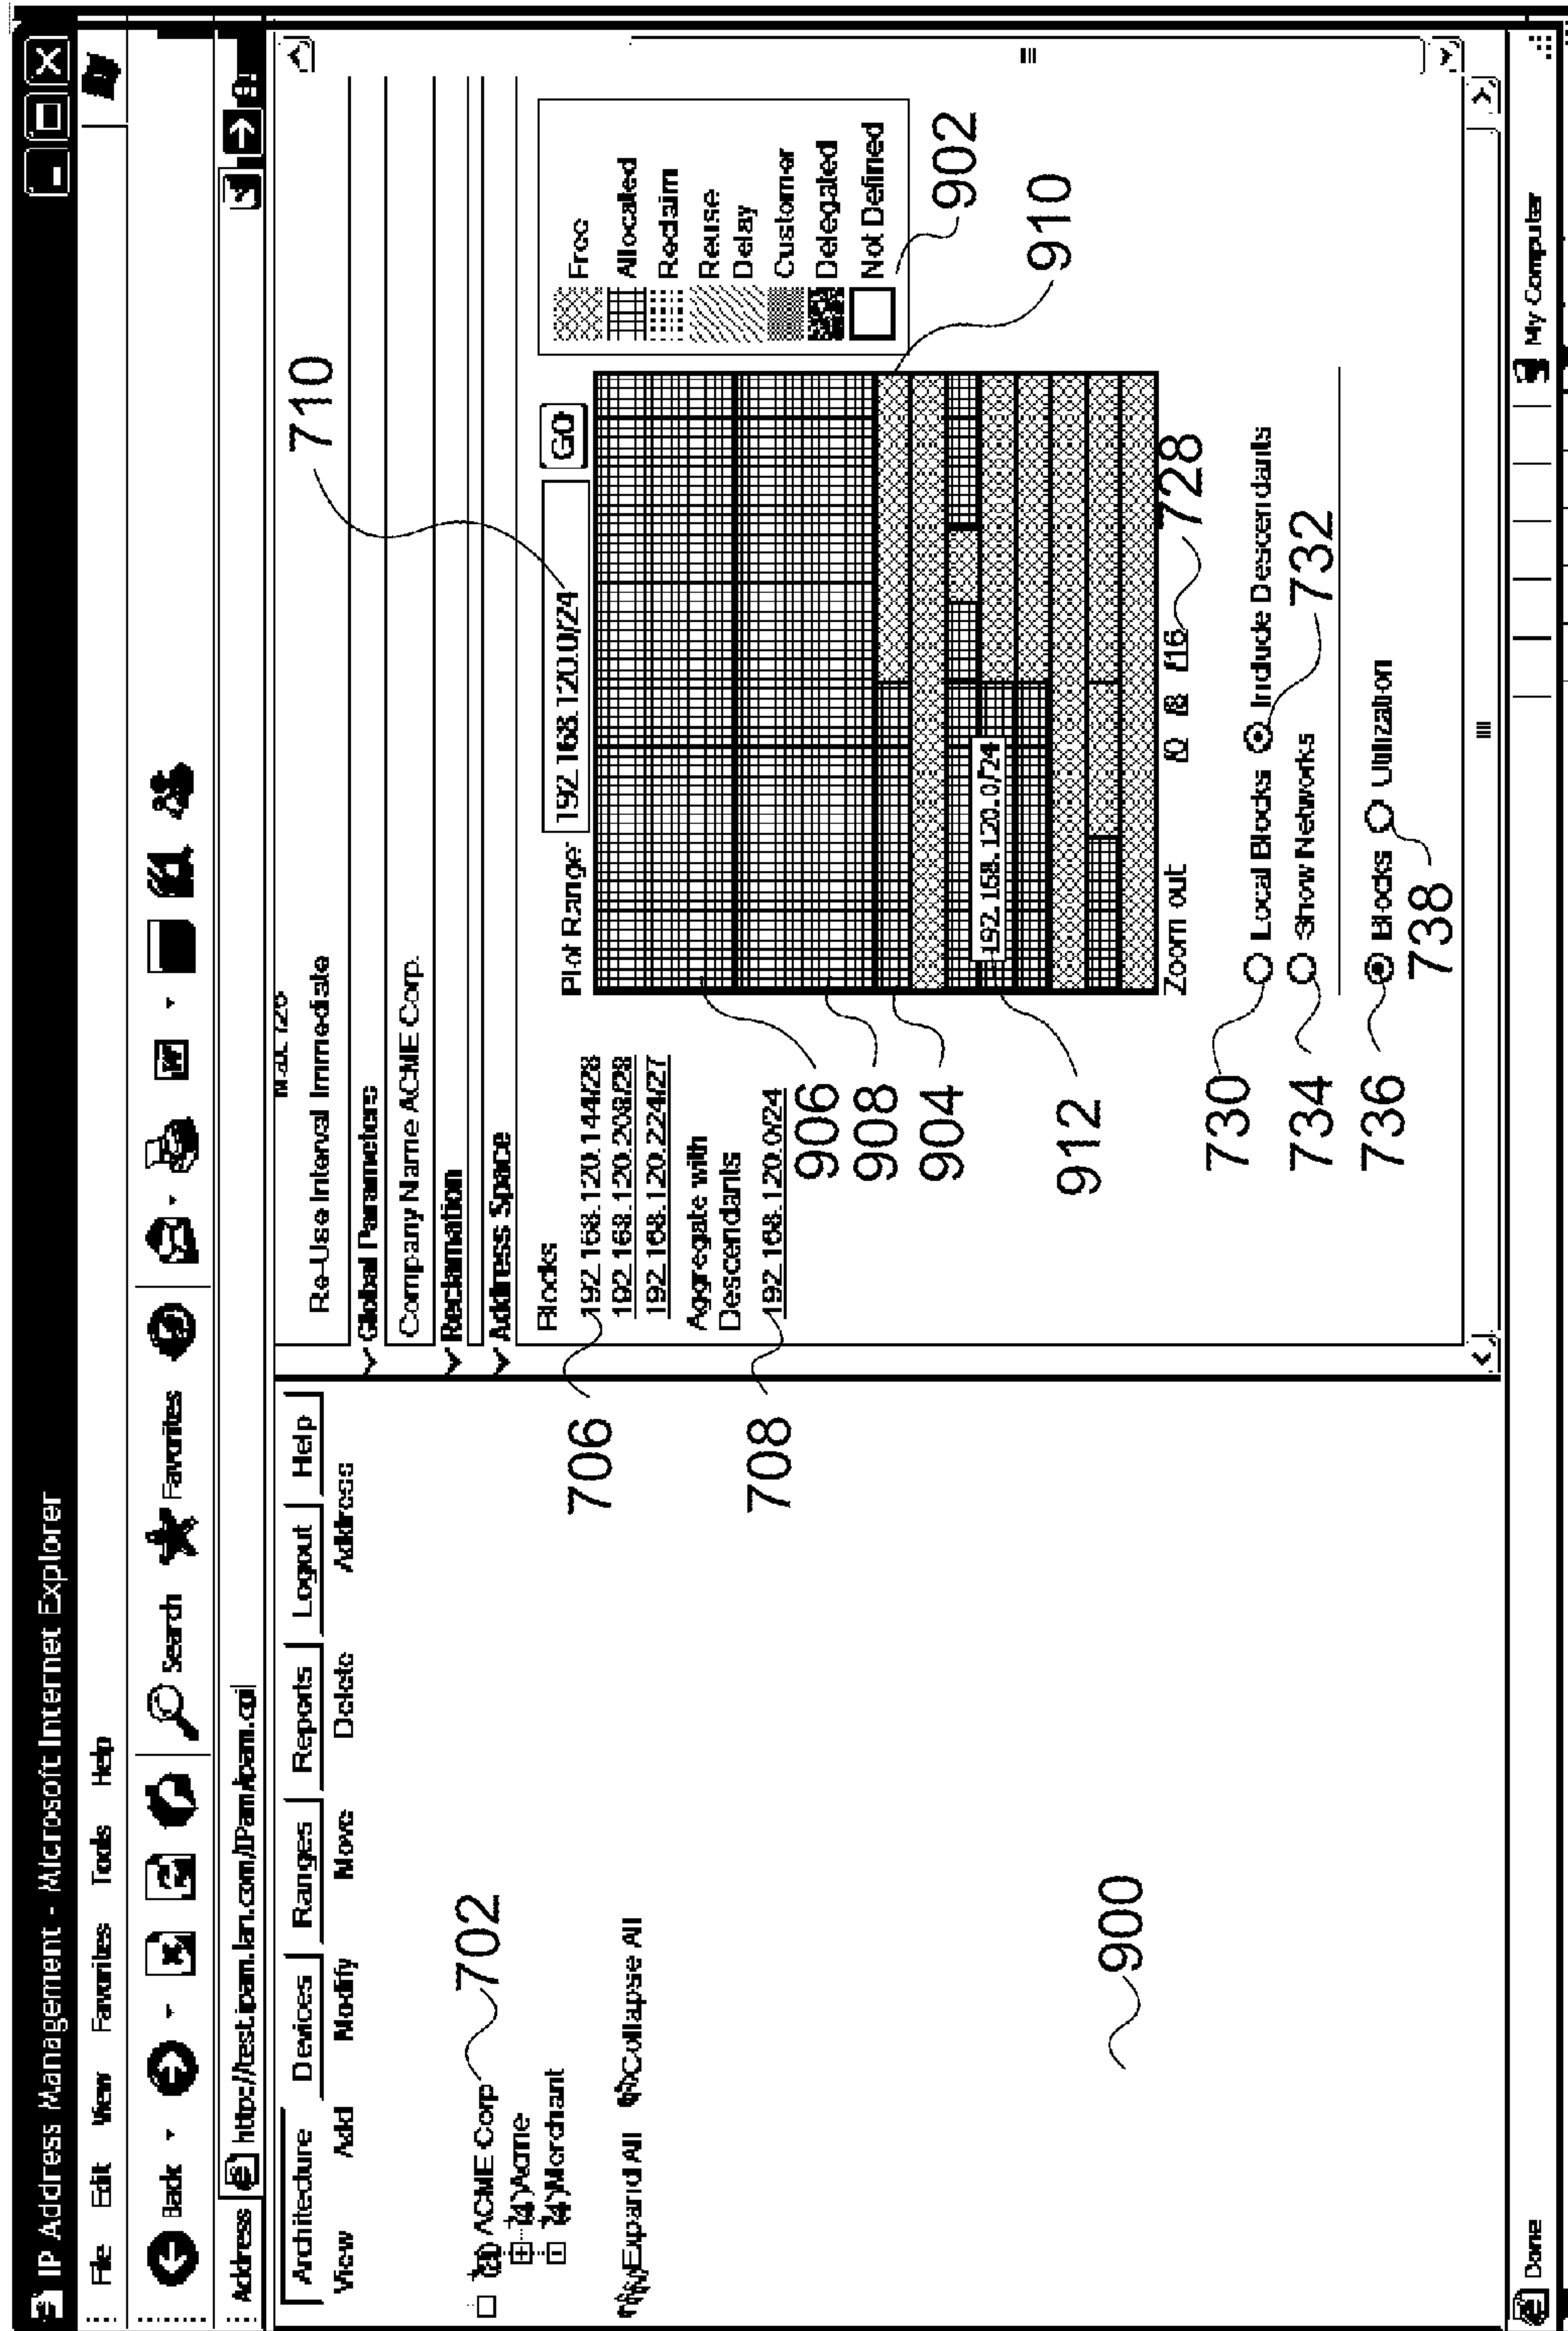 IP Address Management - Microsoft Internet Explorer
File Edit View Favorites Tools Help
Back Search Favorites
Address http://test.ipam.lan.com/IPam/ipam.cgi
Architecture Devices Ranges Reports Logout Help
View Add Modify Move Delete Address
ACME Corp 702
Acme
Merchant
Expand All Collapse All
900
Re-Use Interval Immediate
Global Parameters
Company Name ACME Corp.
Reclamation
Address Space
Blocks
192.168.120.144/28
192.168.120.208/28
192.168.120.224/27
706
Aggregate with
Descendants
192.168.120.0/24
708
906
908
904
912
710
Plot Range 192.168.120.0/24 GO
192.168.120.0/24
Free
Allocated
Reclaim
Reuse
Delay
Customer
Delegated
Not Defined
902
910
Zoom out /0 /8 /16 728
730 Local Blocks Include Descendants
732
734 Show Networks
736 Blocks Utilization
738
Done My Computer